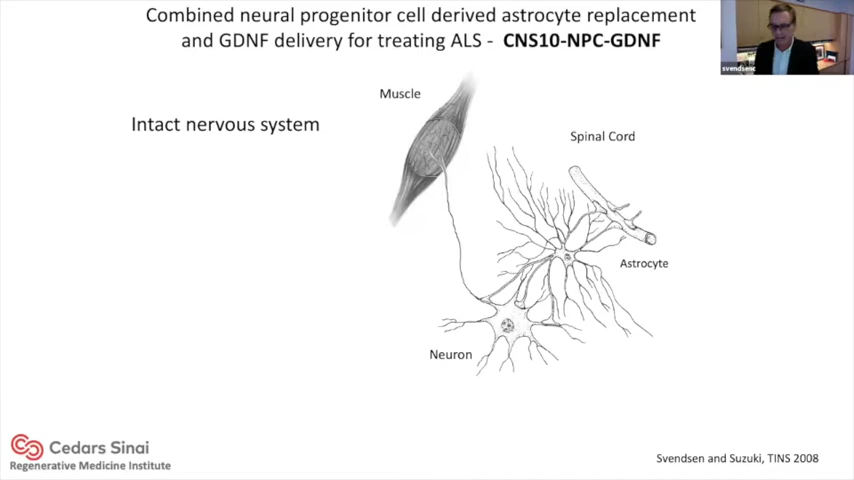 Combined neural progenitor cell derived astrocyte replacement
and GDNF delivery for treating ALS - CNS10-NPC-GDNF
svendsenc
Muscle
Intact nervous system
Spinal Cord
Astrocyte
Neuron
Cedars Sinai
Regenerative Medicine Institute
Svendsen and Suzuki, TINS 2008